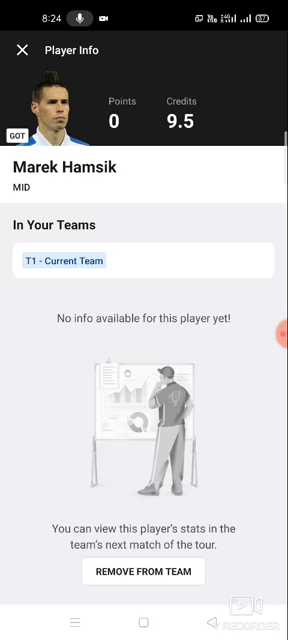 8:24
57
Player Info
Points
Credits
0
9.5
GOT
Marek Hamsik
MID
In Your Teams
T1 - Current Team
No info available for this player yet!
You can view this player's stats in the
team's next match of the tour.
REMOVE FROM TEAM
RECORDER